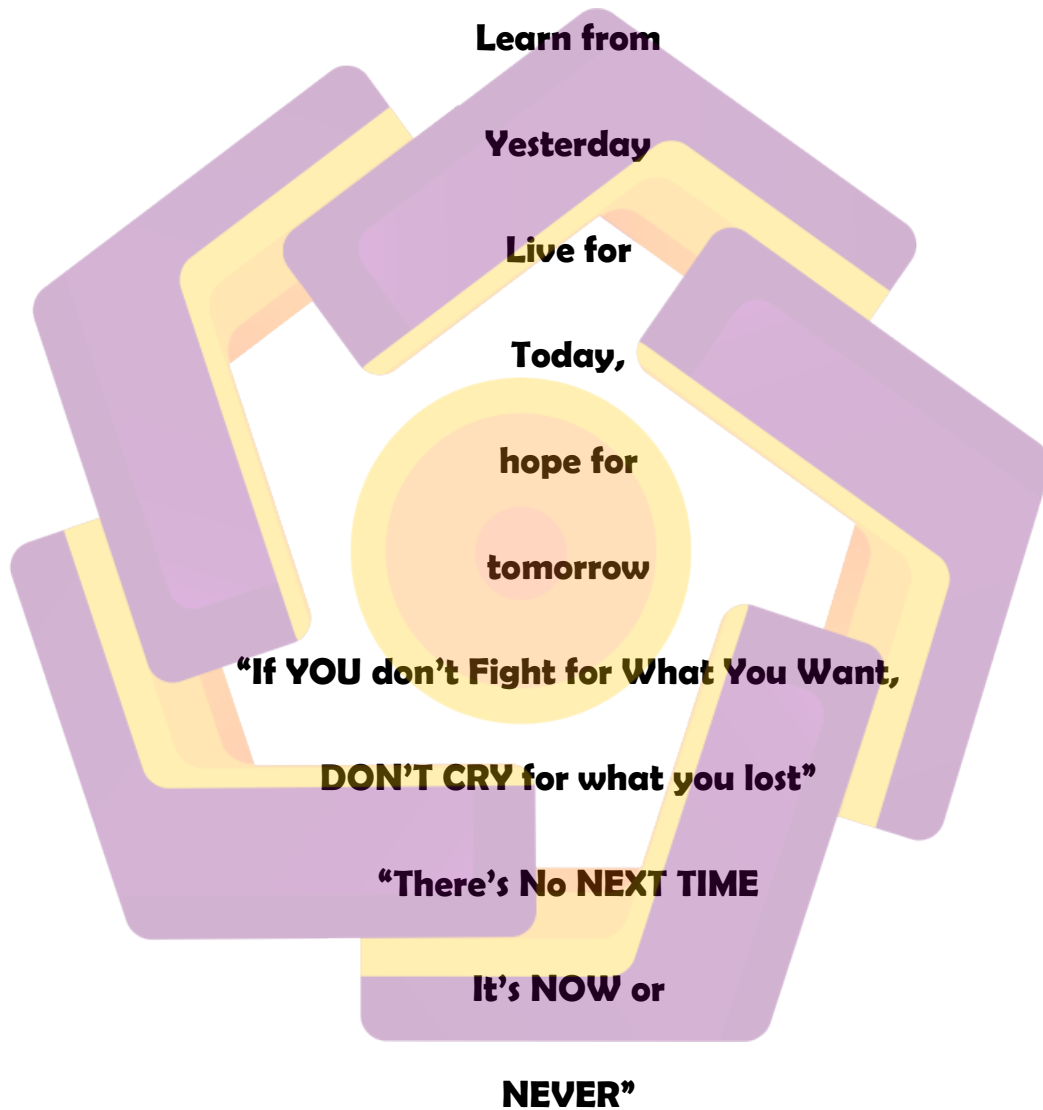 Learn from
Yesterday
Live for
Today,
hope for
tomorrow
“If YOU don’t Fight for What You Want,
DON’T CRY for what you lost”
“There’s No NEXT TIME
It’s NOW or
NEVER”